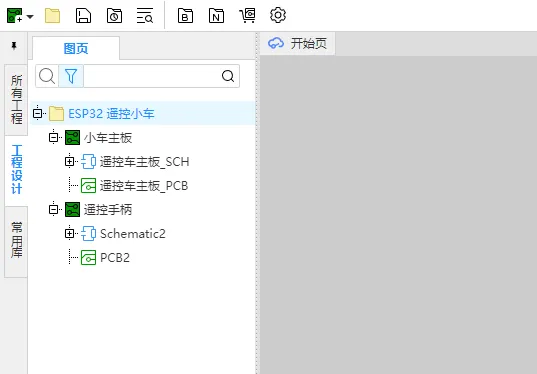 B
N
图页
开始页
所有工程
工程设计
常用库
ESP32 遥控小车
小车主板
遥控车主板_SCH
遥控车主板_PCB
遥控手柄
Schematic2
PCB2